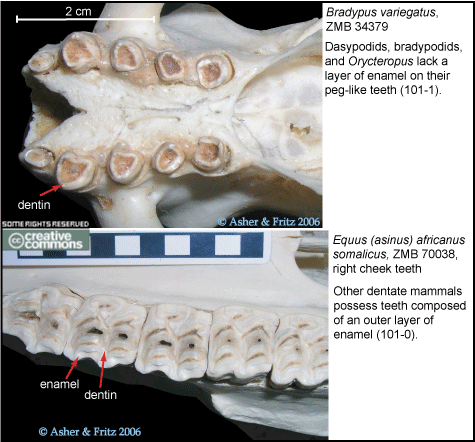 2 cm
Bradypus variegatus,
ZMB 34379
Dasypodids, bradypodids,
and Orycteropus lack a
layer of enamel on their
peg-like teeth (101-1).
dentin
SOME RIGHTS RESERVED
© Asher & Fritz 2006
cc creative
commons
Equus (asinus) africanus
somalicus, ZMB 70038,
right cheek teeth
Other dentate mammals
possess teeth composed
of an outer layer of
enamel (101-0).
enamel
dentin
© Asher & Fritz 2006